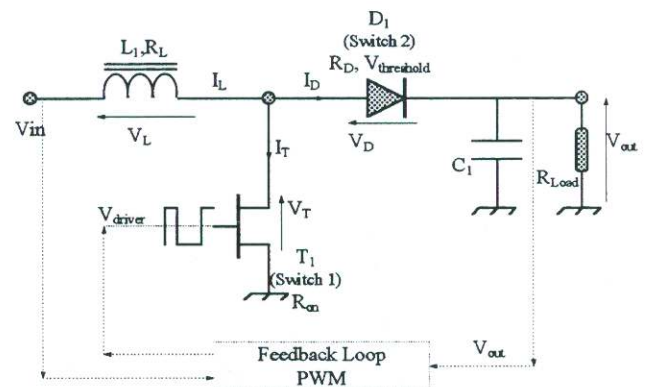 D1
(Switch 2)
L1,RL
RD, Vthreshold
IL
ID
Vin
VL
VD
IT
C1
RLoad
Vout
Vdriver
VT
T1
(Switch 1)
Ron
Feedback Loop
PWM
Vout